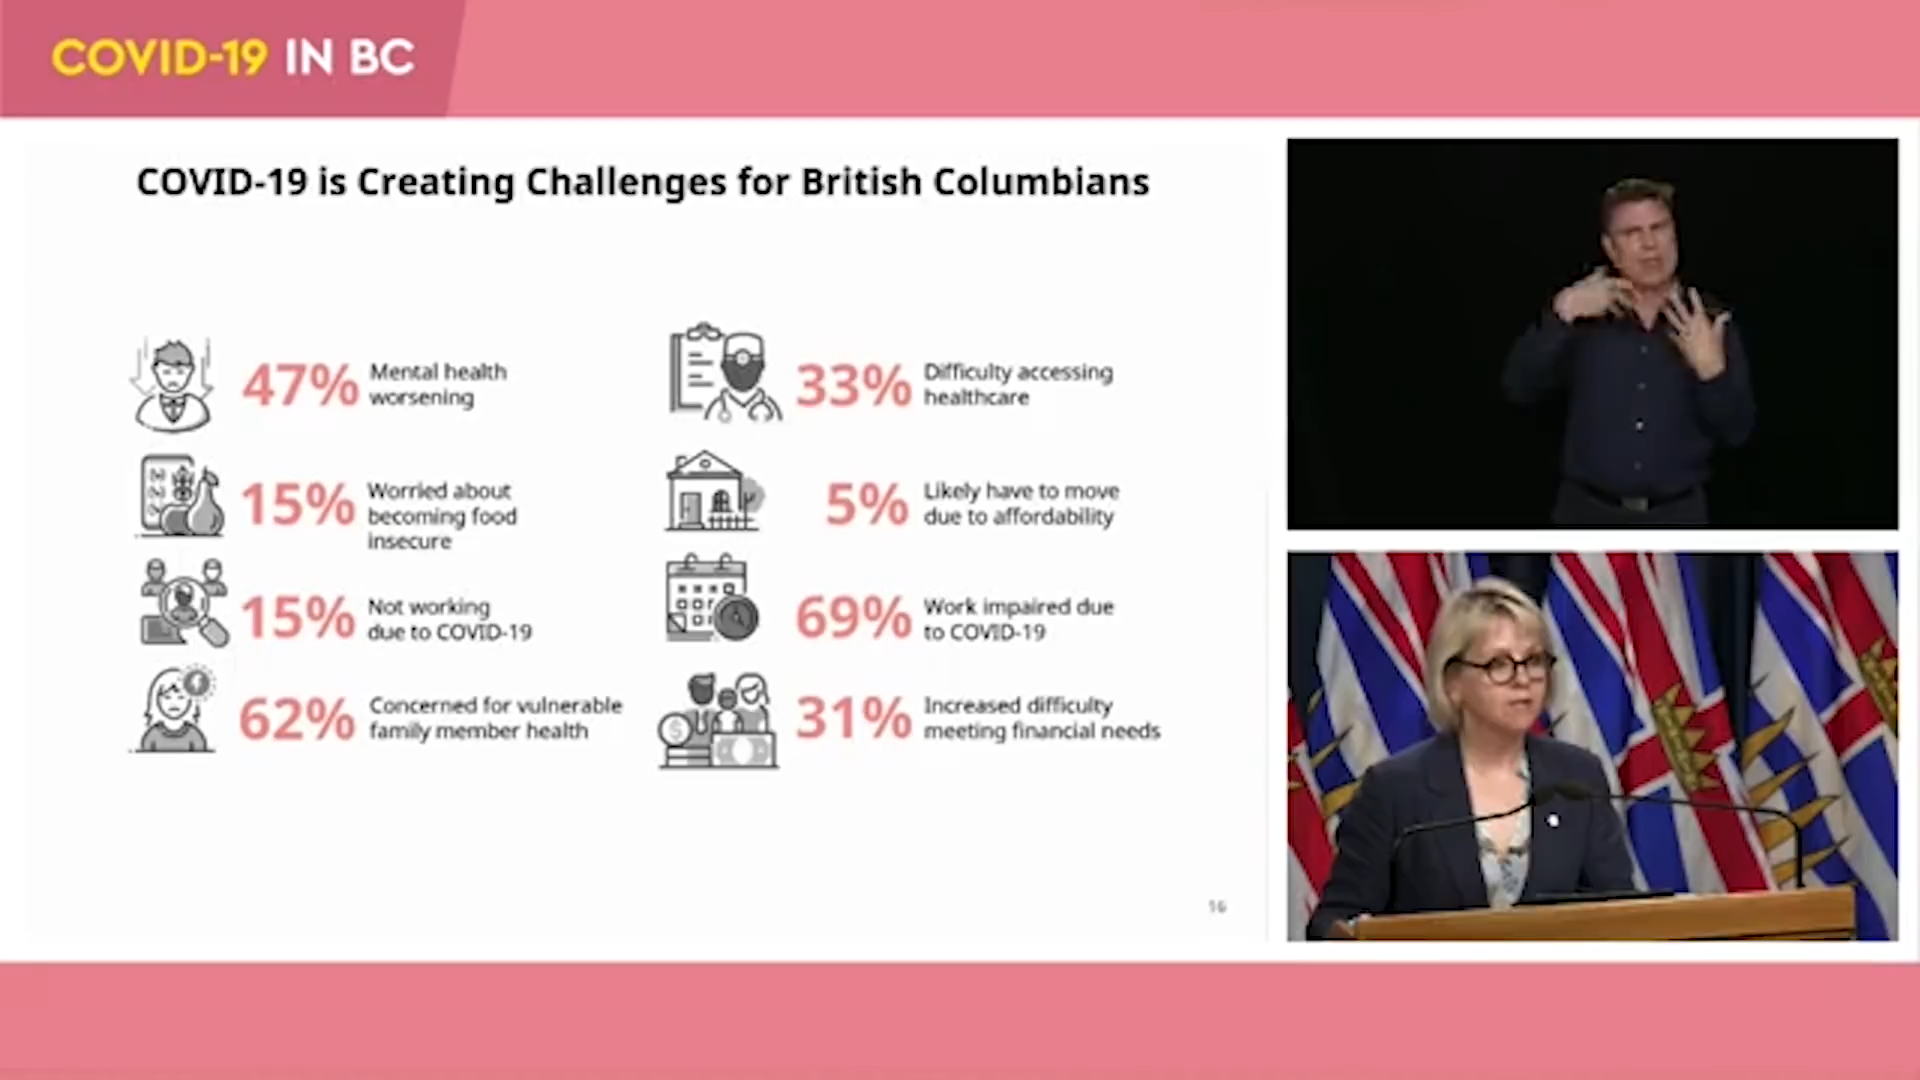 COVID-19 IN BC
COVID-19 is Creating Challenges for British Columbians
47%
Mental health
worsening
33%
Difficulty accessing
healthcare
15%
Worried about
becoming food
insecure
5%
Likely have to move
due to affordability
15%
Not working
due to COVID-19
69%
Work impaired due
to COVID-19
62%
Concerned for vulnerable
family member health
31%
Increased difficulty
meeting financial needs
16